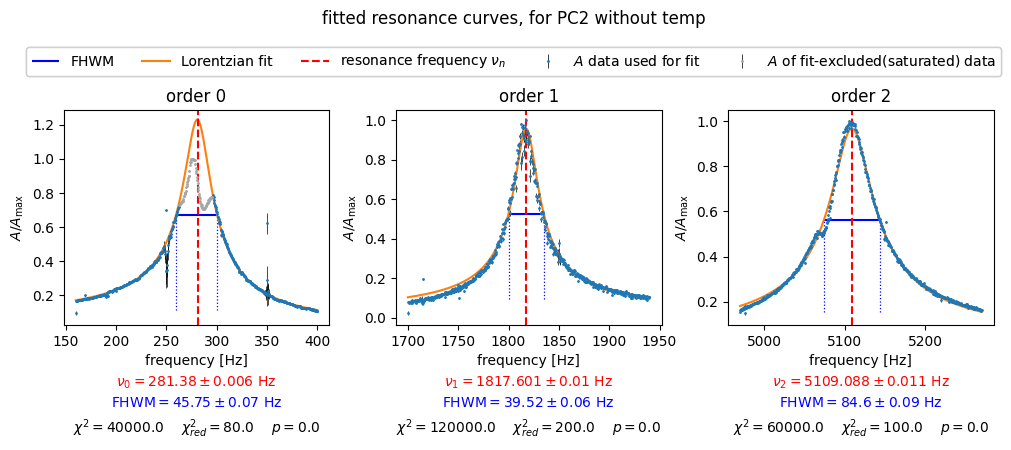 fitted resonance curves, for PC2 without temp
FHWM Lorentzian fit resonance frequency νₙ A data used for fit A of fit-excluded(saturated) data
order 0 order 1 order 2
A/Amax A/Amax A/Amax
1.2
1.0
0.8
0.6
0.4
0.2
1.0
0.8
0.6
0.4
0.2
0.0
1.0
0.8
0.6
0.4
0.2
150 200 250 300 350 400 1700 1750 1800 1850 1900 1950 5000 5100 5200
frequency [Hz] frequency [Hz] frequency [Hz]
ν₀ = 281.38 ± 0.006 Hz ν₁ = 1817.601 ± 0.01 Hz ν₂ = 5109.088 ± 0.011 Hz
FHWM = 45.75 ± 0.07 Hz FHWM = 39.52 ± 0.06 Hz FHWM = 84.6 ± 0.09 Hz
χ² = 40000.0 χ²red = 80.0 p = 0.0 χ² = 120000.0 χ²red = 200.0 p = 0.0 χ² = 60000.0 χ²red = 100.0 p = 0.0